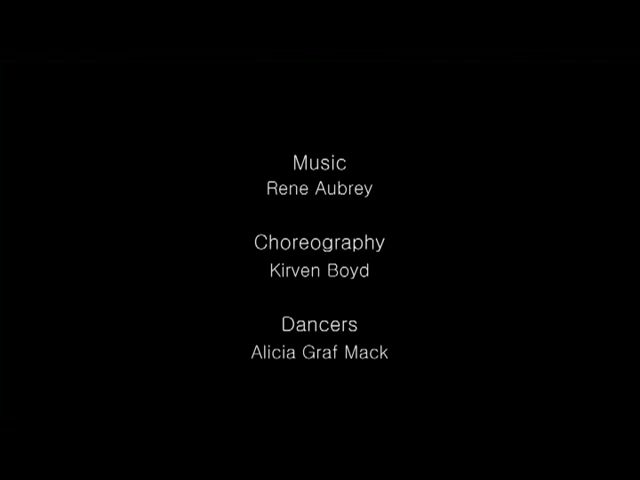 Music
Rene Aubrey
Choreography
Kirven Boyd
Dancers
Alicia Graf Mack